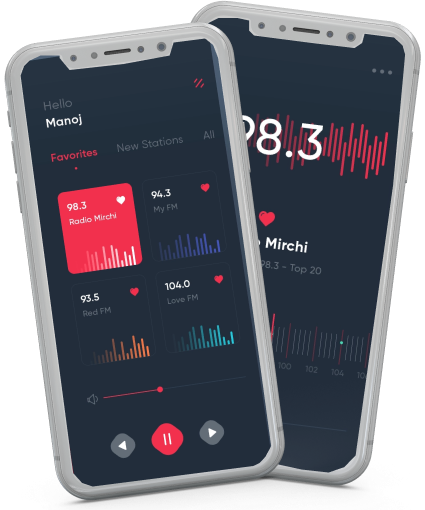 Hello
Manoj
Favorites
New Stations
All
98.3
Radio Mirchi
94.3
My FM
93.5
Red FM
104.0
Love FM
98.3
Mirchi
98.3 - Top 20
100 102 104